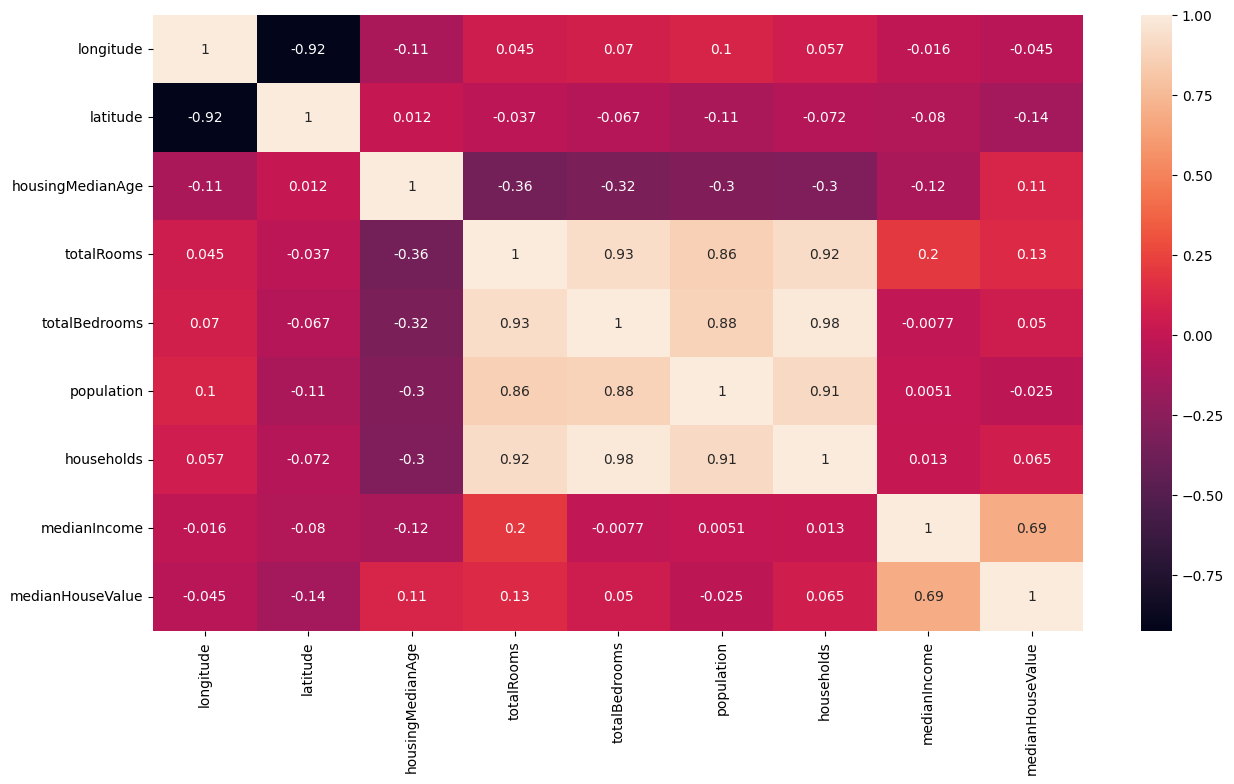 longitude 1 -0.92 -0.11 0.045 0.07 0.1 0.057 -0.016 -0.045
latitude -0.92 1 0.012 -0.037 -0.067 -0.11 -0.072 -0.08 -0.14
housingMedianAge -0.11 0.012 1 -0.36 -0.32 -0.3 -0.3 -0.12 0.11
totalRooms 0.045 -0.037 -0.36 1 0.93 0.86 0.92 0.2 0.13
totalBedrooms 0.07 -0.067 -0.32 0.93 1 0.88 0.98 -0.0077 0.05
population 0.1 -0.11 -0.3 0.86 0.88 1 0.91 0.0051 -0.025
households 0.057 -0.072 -0.3 0.92 0.98 0.91 1 0.013 0.065
medianIncome -0.016 -0.08 -0.12 0.2 -0.0077 0.0051 0.013 1 0.69
medianHouseValue -0.045 -0.14 0.11 0.13 0.05 -0.025 0.065 0.69 1
longitude
latitude
housingMedianAge
totalRooms
totalBedrooms
population
households
medianIncome
medianHouseValue
1.00
0.75
0.50
0.25
0.00
−0.25
−0.50
−0.75